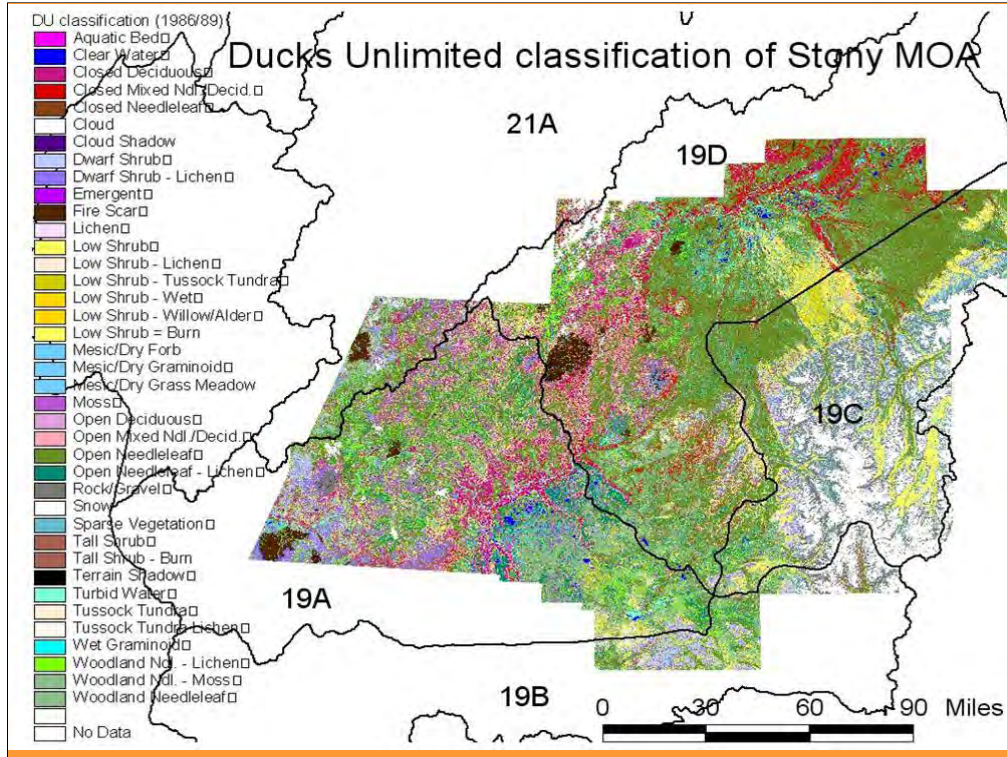 DU classification (1986/89)
Ducks Unlimited classification of Stony MOA
Aquatic Bed
Clear Water
Closed Deciduous
Closed Mixed Ndl./Decid.
Closed Needleleaf
Cloud
Cloud Shadow
Dwarf Shrub
Dwarf Shrub - Lichen
Emergent
Fire Scar
Lichen
Low Shrub
Low Shrub - Lichen
Low Shrub - Tussock Tundra
Low Shrub - Wet
Low Shrub - Willow/Alder
Low Shrub = Burn
Mesic/Dry Forb
Mesic/Dry Graminoid
Mesic/Dry Grass Meadow
Moss
Open Deciduous
Open Mixed Ndl./Decid.
Open Needleleaf
Open Needleleaf - Lichen
Rock/Gravel
Snow
Sparse Vegetation
Tall Shrub
Tall Shrub - Burn
Terrain Shadow
Turbid Water
Tussock Tundra
Tussock Tundra Lichen
Wet Graminoid
Woodland Ndl. - Lichen
Woodland Ndl. - Moss
Woodland Needleleaf
No Data
21A
19D
19C
19A
19B
0 30 60 90 Miles